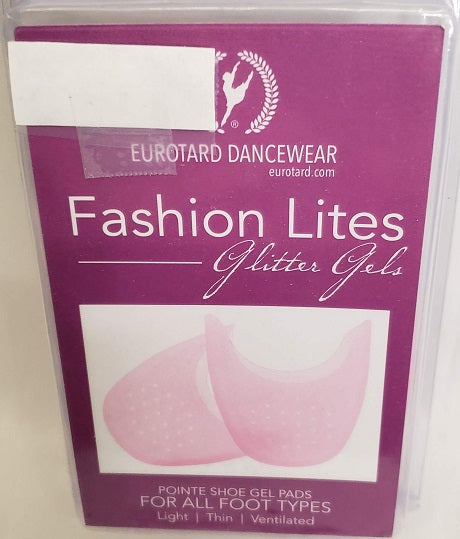 ®
EUROTARD DANCEWEAR
eurotard.com
Fashion Lites
Glitter Gels
POINTE SHOE GEL PADS
FOR ALL FOOT TYPES
Light | Thin | Ventilated